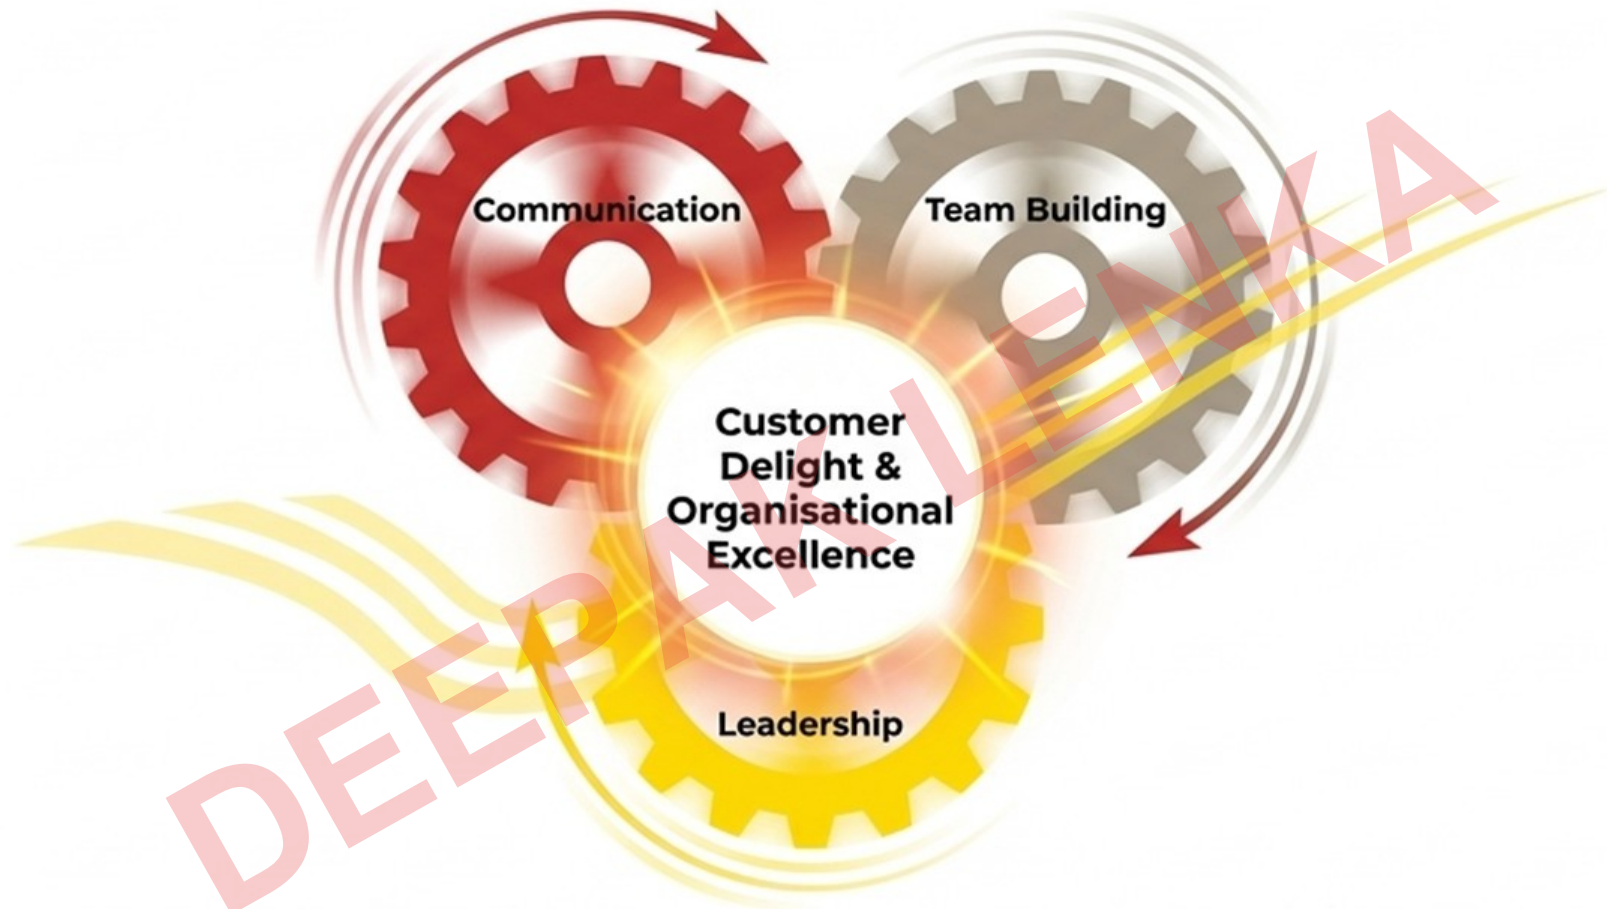 Communication
Team Building
Customer
Delight &
Organisational
Excellence
Leadership
DEEPAK LENKA